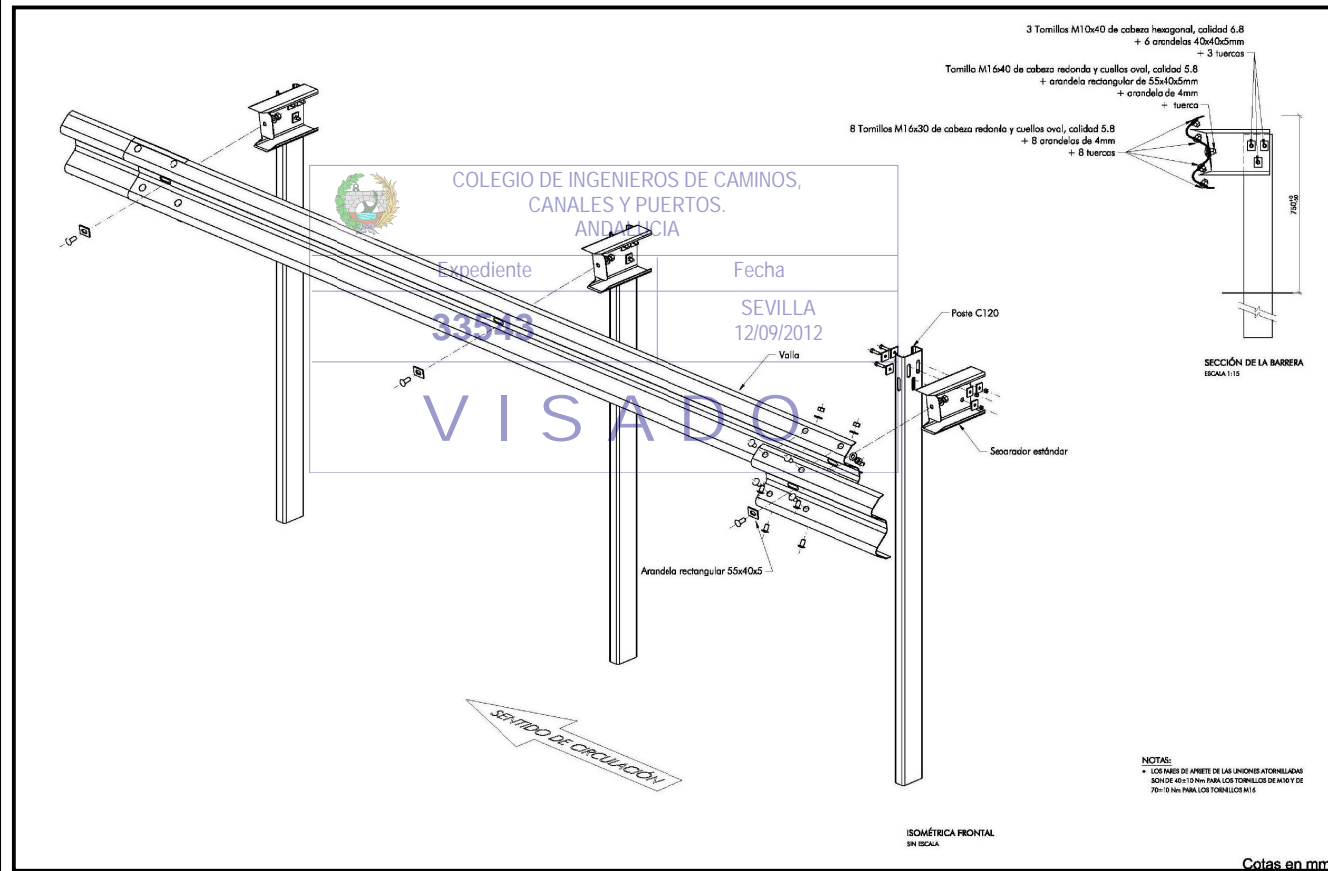 3 Tornillos M10x40 de cabeza hexagonal, calidad 6.8
+ 6 arandelas 40x40x5mm
+ 3 tuercas
Tornillo M16x40 de cabeza redonda y cuellos oval, calidad 5.8
+ arandela rectangular de 55x40x5mm
+ arandela de 4mm
+ tuerca
8 Tornillos M16x30 de cabeza redonda y cuellos oval, calidad 5.8
+ 8 arandelas de 4mm
+ 8 tuercas
COLEGIO DE INGENIEROS DE CAMINOS,
CANALES Y PUERTOS.
ANDALUCIA
Expediente
Fecha
33543
SEVILLA
12/09/2012
VISADO
Valla
Poste C120
Separador estándar
Arandela rectangular 55x40x5
SECCIÓN DE LA BARRERA
ESCALA 1:15
SENTIDO DE CIRCULACIÓN
NOTAS:
• LOS PARES DE APRIETE DE LAS UNIONES ATORNILLADAS
SON DE 40±10 Nm PARA LOS TORNILLOS DE M10 Y DE
70±10 Nm PARA LOS TORNILLOS M16
ISOMÉTRICA FRONTAL
SIN ESCALA
Cotas en mm